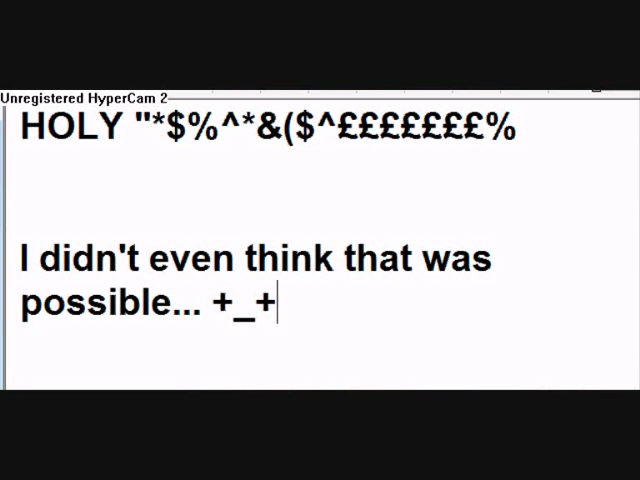 Unregistered HyperCam 2
HOLY "*$%^*&($^£££££££%
I didn't even think that was
possible... +_+